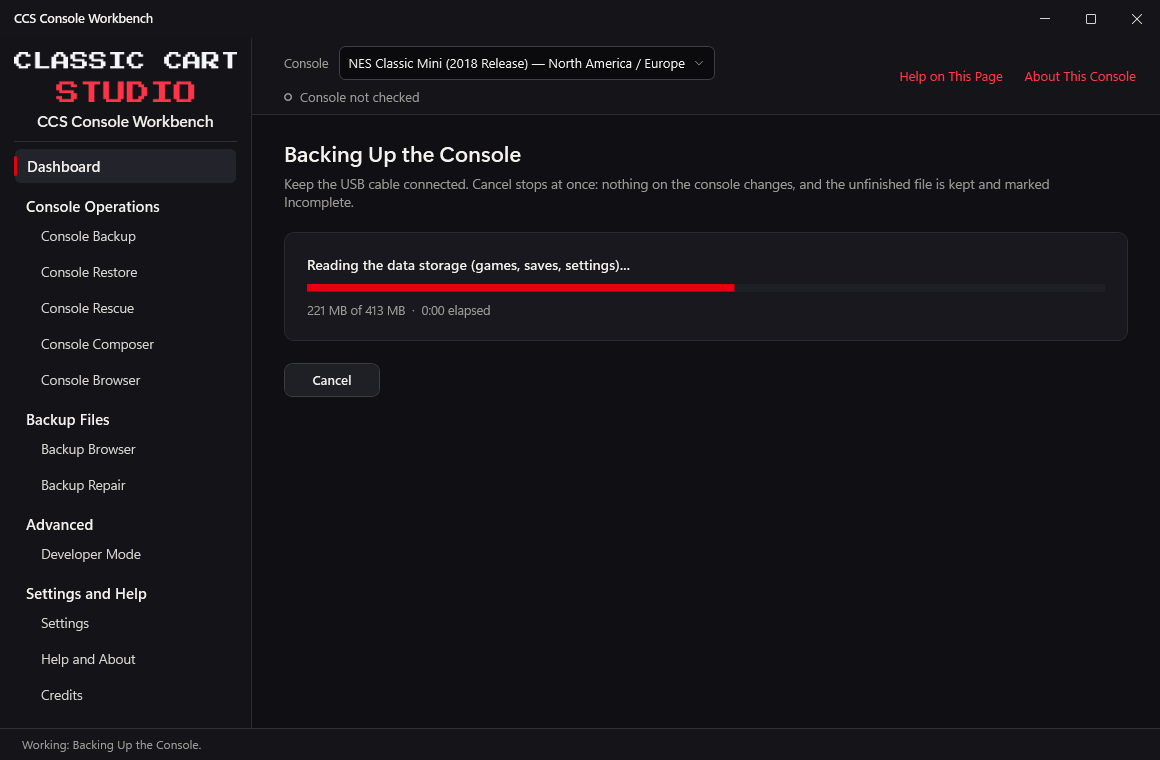 CCS Console Workbench
CLASSIC CART
STUDIO
CCS Console Workbench
Dashboard
Console Operations
Console Backup
Console Restore
Console Rescue
Console Composer
Console Browser
Backup Files
Backup Browser
Backup Repair
Advanced
Developer Mode
Settings and Help
Settings
Help and About
Credits
Console
NES Classic Mini (2018 Release) — North America / Europe
Console not checked
Help on This Page
About This Console
Backing Up the Console
Keep the USB cable connected. Cancel stops at once: nothing on the console changes, and the unfinished file is kept and marked
Incomplete.
Reading the data storage (games, saves, settings)...
221 MB of 413 MB · 0:00 elapsed
Cancel
Working: Backing Up the Console.